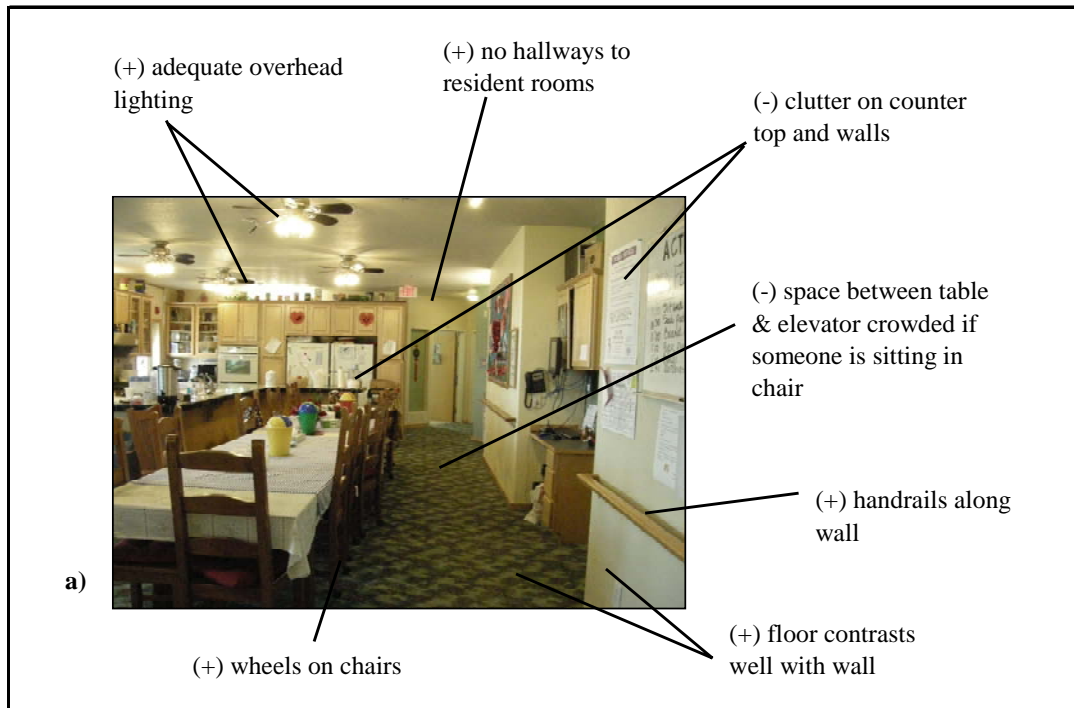 (+) adequate overhead
lighting
(+) no hallways to
resident rooms
(-) clutter on counter
top and walls
(-) space between table
& elevator crowded if
someone is sitting in
chair
(+) handrails along
wall
(+) floor contrasts
well with wall
(+) wheels on chairs
a)
ACT